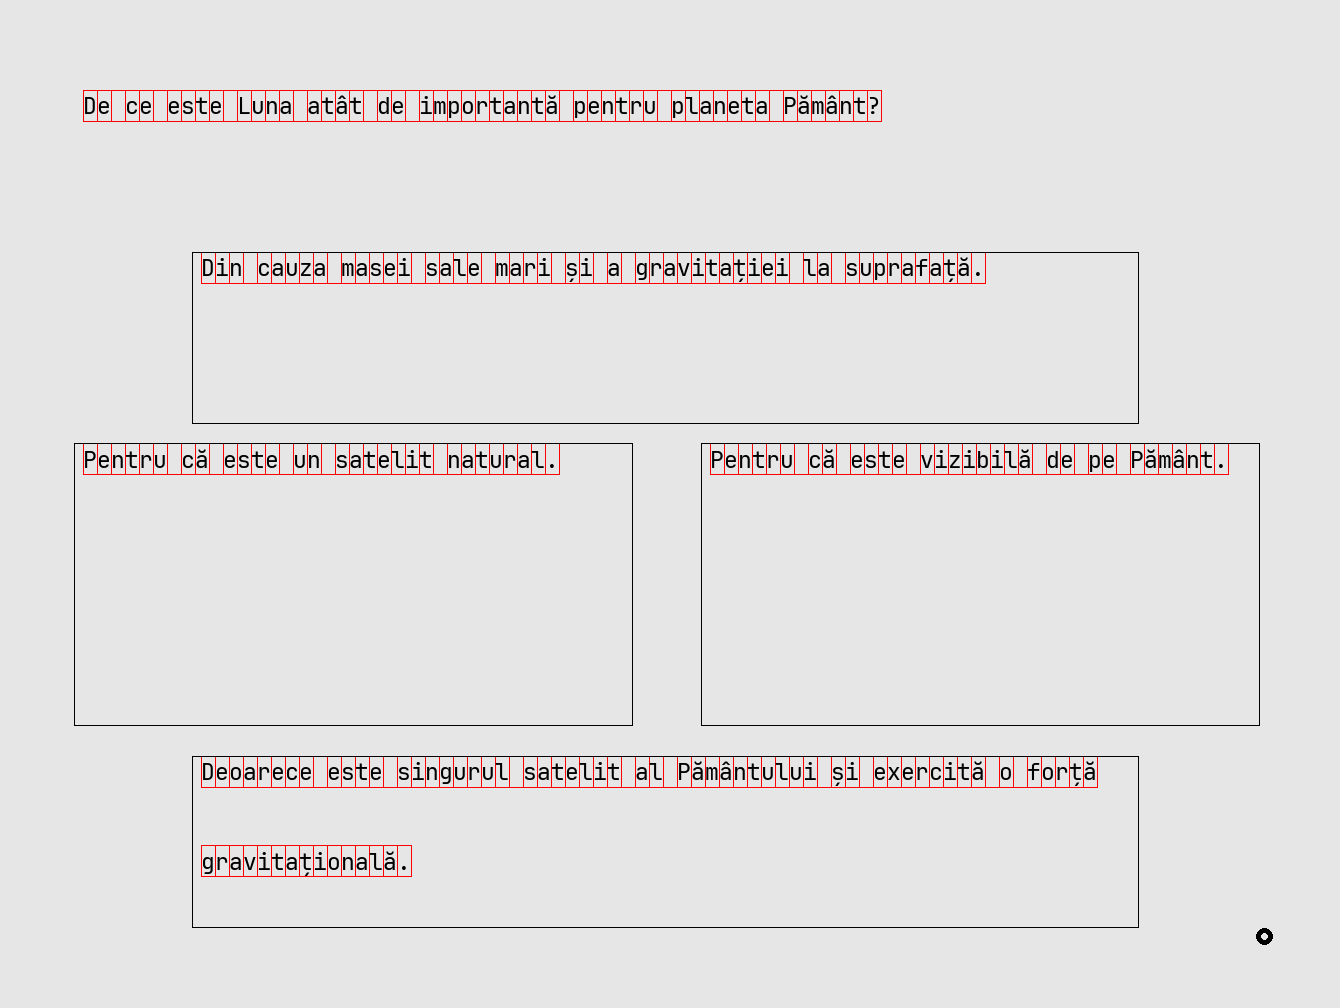 De ce este Luna atât de importantă pentru planeta Pământ?
Din cauza masei sale mari și a gravitației la suprafață.
Pentru că este un satelit natural.
Pentru că este vizibilă de pe Pământ.
Deoarece este singurul satelit al Pământului și exercită o forță
gravitațională.